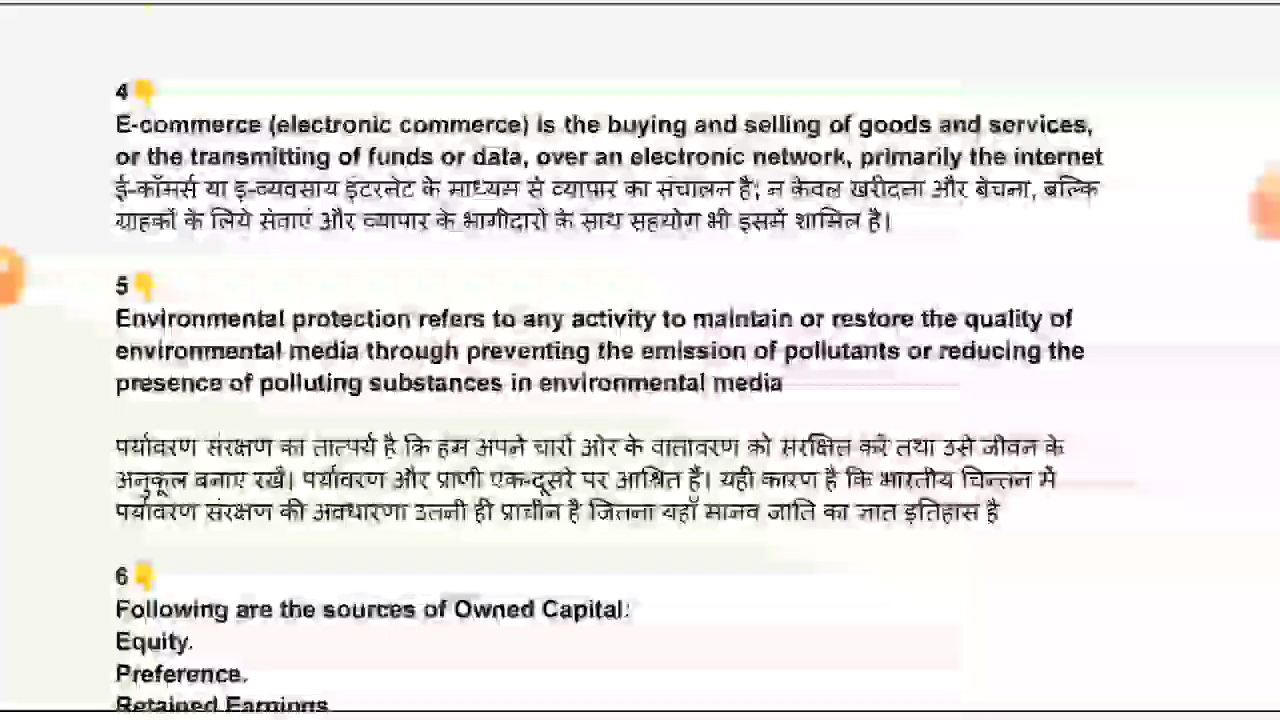 4👇
E-commerce (electronic commerce) is the buying and selling of goods and services,
or the transmitting of funds or data, over an electronic network, primarily the internet
ई-कॉमर्स या इ-व्यवसाय इंटरनेट के माध्यम से व्यापार का संचालन है; न केवल खरीदना और बेचना, बल्कि
ग्राहकों के लिये सेवाएं और व्यापार के भागीदारों के साथ सहयोग भी इसमें शामिल है।
5👇
Environmental protection refers to any activity to maintain or restore the quality of
environmental media through preventing the emission of pollutants or reducing the
presence of polluting substances in environmental media
पर्यावरण संरक्षण का तात्पर्य है कि हम अपने चारों ओर के वातावरण को संरक्षित करें तथा उसे जीवन के
अनुकूल बनाए रखें। पर्यावरण और प्राणी एक-दूसरे पर आश्रित हैं। यही कारण है कि भारतीय चिन्तन में
पर्यावरण संरक्षण की अवधारणा उतनी ही प्राचीन है जितना यहाँ मानव जाति का ज्ञात इतिहास है
6👇
Following are the sources of Owned Capital:
Equity.
Preference.
Retained Earnings